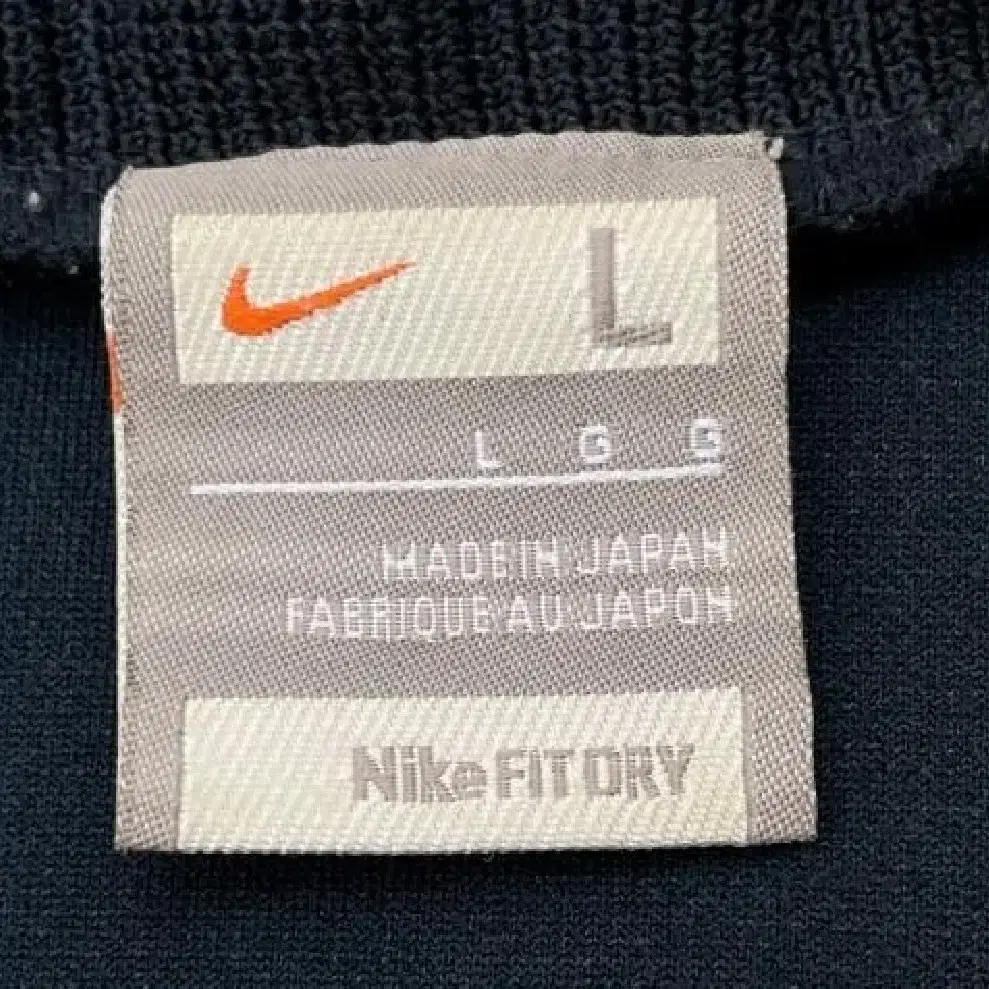 L
L G G
MADE IN JAPAN
FABRIQUE AU JAPON
Nike FIT DRY